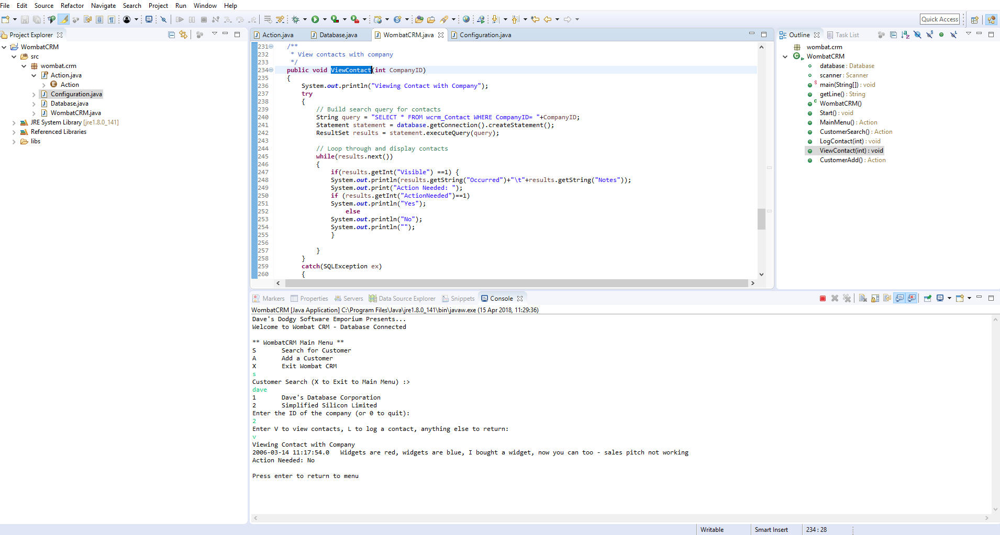 File Edit Source Refactor Navigate Search Project Run Window Help
Quick Access
Project Explorer
WombatCRM
src
wombat.crm
Action.java
Action
Configuration.java
Database.java
WombatCRM.java
JRE System Library [jre1.8.0_141]
Referenced Libraries
libs
Action.java Database.java WombatCRM.java Configuration.java
231 /**
232 * View contacts with company
233 */
234 public void ViewContact(int CompanyID)
235 {
236 System.out.println("Viewing Contact with Company");
237 try
238 {
239 // Build search query for contacts
240 String query = "SELECT * FROM wcrm_Contact WHERE CompanyID= "+CompanyID;
241 Statement statement = database.getConnection().createStatement();
242 ResultSet results = statement.executeQuery(query);
243
244 // Loop through and display contacts
245 while(results.next())
246 {
247 if(results.getInt("Visible") ==1) {
248 System.out.println(results.getString("Occurred")+"\t"+results.getString("Notes"));
249 System.out.print("Action Needed: ");
250 if (results.getInt("ActionNeeded")==1)
251 System.out.println("Yes");
252 else
253 System.out.println("No");
254 System.out.println("");
255 }
256
257 }
258 }
259 catch(SQLException ex)
260 {
Outline Task List
wombat.crm
WombatCRM
database : Database
scanner : Scanner
main(String[]) : void
getLine() : String
WombatCRM()
Start() : void
MainMenu() : Action
CustomerSearch() : Action
LogContact(int) : void
ViewContact(int) : void
CustomerAdd() : Action
Markers Properties Servers Data Source Explorer Snippets Console
WombatCRM [Java Application] C:\Program Files\Java\jre1.8.0_141\bin\javaw.exe (15 Apr 2018, 11:29:36)
Dave's Dodgy Software Emporium Presents...
Welcome to Wombat CRM - Database Connected
** WombatCRM Main Menu **
S Search for Customer
A Add a Customer
X Exit Wombat CRM
s
Customer Search (X to Exit to Main Menu) :>
dave
1 Dave's Database Corporation
2 Simplified Silicon Limited
Enter the ID of the company (or 0 to quit):
2
Enter V to view contacts, L to log a contact, anything else to return:
v
Viewing Contact with Company
2006-03-14 11:17:54.0 Widgets are red, widgets are blue, I bought a widget, now you can too - sales pitch not working
Action Needed: No
Press enter to return to menu
Writable Smart Insert 234 : 28